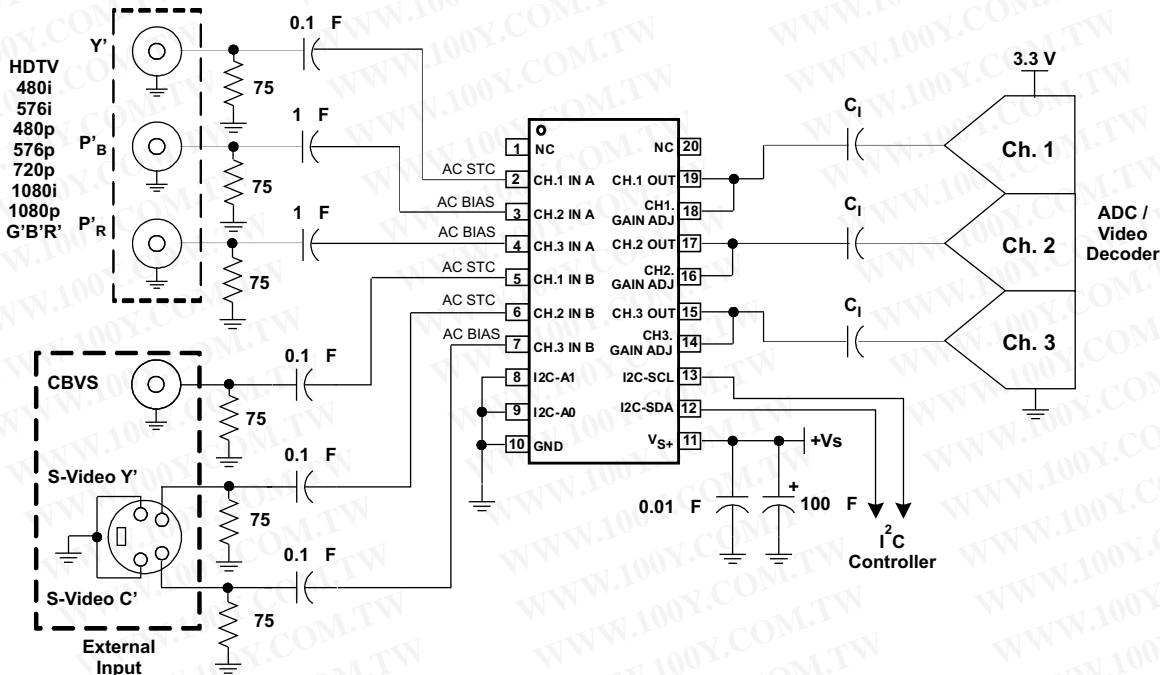 HDTV
480i
576i
480p
576p
720p
1080i
1080p
G'B'R'
Y'
P'B
P'R
0.1 F
75
1 F
75
1 F
75
AC STC
AC BIAS
AC BIAS
AC STC
AC STC
AC BIAS
CBVS
0.1 F
75
S-Video Y'
0.1 F
75
S-Video C'
0.1 F
75
External
Input
1 NC
2 CH.1 IN A
3 CH.2 IN A
4 CH.3 IN A
5 CH.1 IN B
6 CH.2 IN B
7 CH.3 IN B
8 I2C-A1
9 I2C-A0
10 GND
NC 20
CH.1 OUT 19
CH1.
GAIN ADJ 18
CH.2 OUT 17
CH2.
GAIN ADJ 16
CH.3 OUT 15
CH3.
GAIN ADJ 14
I2C-SCL 13
I2C-SDA 12
VS+ 11
+Vs
0.01 F
+
100 F
I2C
Controller
CI
CI
CI
3.3 V
Ch. 1
Ch. 2
Ch. 3
ADC /
Video
Decoder
WWW.100Y.COM.TW